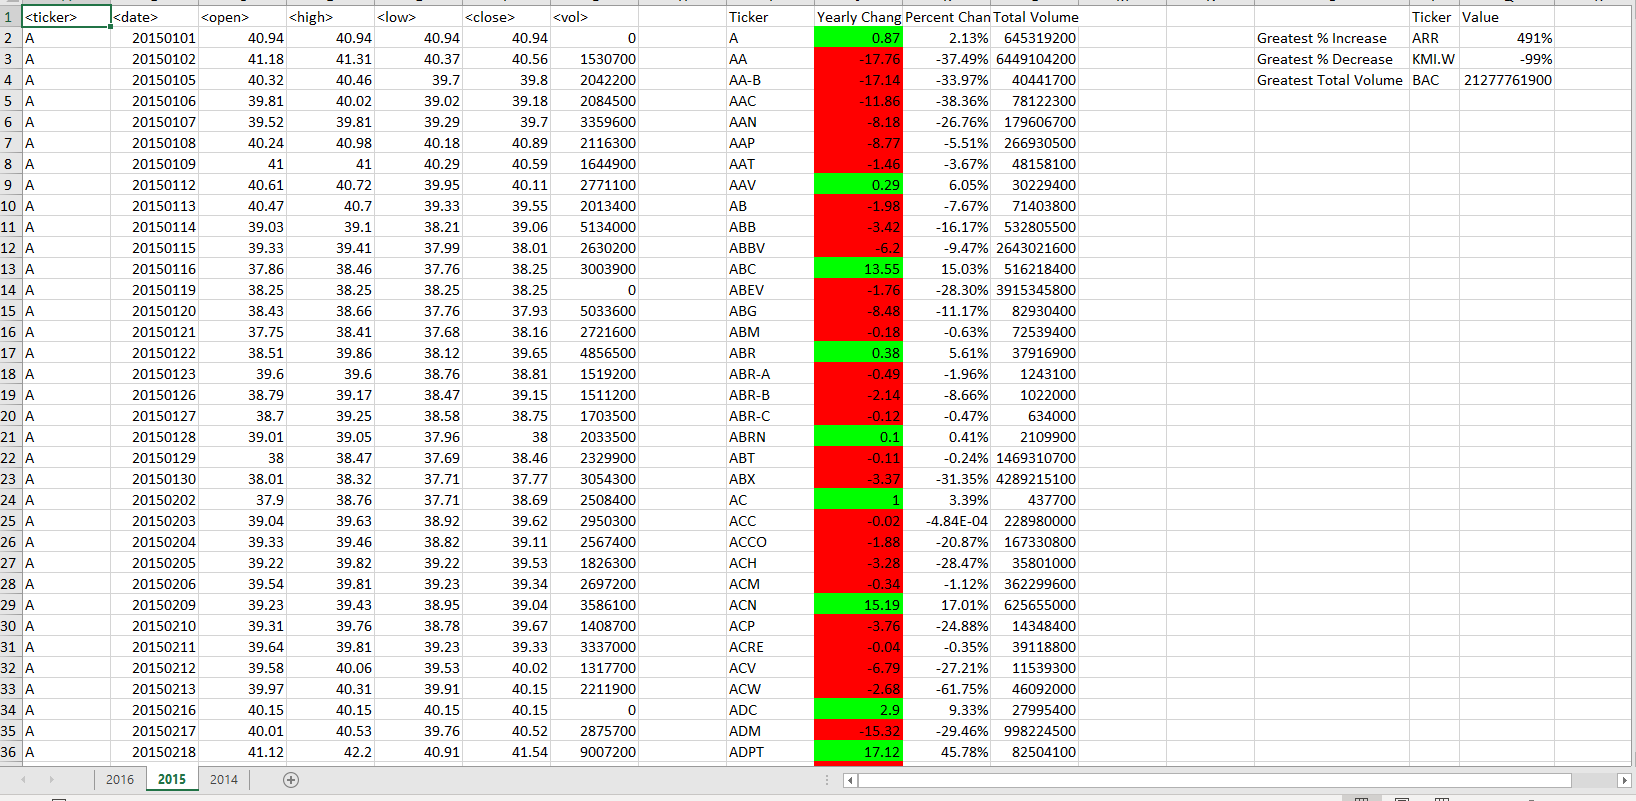 1 <ticker> <date> <open> <high> <low> <close> <vol> Ticker Yearly Chang Percent Chan Total Volume Ticker Value
2 A 20150101 40.94 40.94 40.94 40.94 0 A 0.87 2.13% 645319200 Greatest % Increase ARR 491%
3 A 20150102 41.18 41.31 40.37 40.56 1530700 AA -17.76 -37.49% 6449104200 Greatest % Decrease KMI.W -99%
4 A 20150105 40.32 40.46 39.7 39.8 2042200 AA-B -17.14 -33.97% 40441700 Greatest Total Volume BAC 21277761900
5 A 20150106 39.81 40.02 39.02 39.18 2084500 AAC -11.86 -38.36% 78122300
6 A 20150107 39.52 39.81 39.29 39.7 3359600 AAN -8.18 -26.76% 179606700
7 A 20150108 40.24 40.98 40.18 40.89 2116300 AAP -8.77 -5.51% 266930500
8 A 20150109 41 41 40.29 40.59 1644900 AAT -1.46 -3.67% 48158100
9 A 20150112 40.61 40.72 39.95 40.11 2771100 AAV 0.29 6.05% 30229400
10 A 20150113 40.47 40.7 39.33 39.55 2013400 AB -1.98 -7.67% 71403800
11 A 20150114 39.03 39.1 38.21 39.06 5134000 ABB -3.42 -16.17% 532805500
12 A 20150115 39.33 39.41 37.99 38.01 2630200 ABBV -6.2 -9.47% 2643021600
13 A 20150116 37.86 38.46 37.76 38.25 3003900 ABC 13.55 15.03% 516218400
14 A 20150119 38.25 38.25 38.25 38.25 0 ABEV -1.76 -28.30% 3915345800
15 A 20150120 38.43 38.66 37.76 37.93 5033600 ABG -8.48 -11.17% 82930400
16 A 20150121 37.75 38.41 37.68 38.16 2721600 ABM -0.18 -0.63% 72539400
17 A 20150122 38.51 39.86 38.12 39.65 4856500 ABR 0.38 5.61% 37916900
18 A 20150123 39.6 39.6 38.76 38.81 1519200 ABR-A -0.49 -1.96% 1243100
19 A 20150126 38.79 39.17 38.47 39.15 1511200 ABR-B -2.14 -8.66% 1022000
20 A 20150127 38.7 39.25 38.58 38.75 1703500 ABR-C -0.12 -0.47% 634000
21 A 20150128 39.01 39.05 37.96 38 2033500 ABRN 0.1 0.41% 2109900
22 A 20150129 38 38.47 37.69 38.46 2329900 ABT -0.11 -0.24% 1469310700
23 A 20150130 38.01 38.32 37.71 37.77 3054300 ABX -3.37 -31.35% 4289215100
24 A 20150202 37.9 38.76 37.71 38.69 2508400 AC 1 3.39% 437700
25 A 20150203 39.04 39.63 38.92 39.62 2950300 ACC -0.02 -4.84E-04 228980000
26 A 20150204 39.33 39.46 38.82 39.11 2567400 ACCO -1.88 -20.87% 167330800
27 A 20150205 39.22 39.82 39.22 39.53 1826300 ACH -3.28 -28.47% 35801000
28 A 20150206 39.54 39.81 39.23 39.34 2697200 ACM -0.34 -1.12% 362299600
29 A 20150209 39.23 39.43 38.95 39.04 3586100 ACN 15.19 17.01% 625655000
30 A 20150210 39.31 39.76 38.78 39.67 1408700 ACP -3.76 -24.88% 14348400
31 A 20150211 39.64 39.81 39.23 39.33 3337000 ACRE -0.04 -0.35% 39118800
32 A 20150212 39.58 40.06 39.53 40.02 1317700 ACV -6.79 -27.21% 11539300
33 A 20150213 39.97 40.31 39.91 40.15 2211900 ACW -2.68 -61.75% 46092000
34 A 20150216 40.15 40.15 40.15 40.15 0 ADC 2.9 9.33% 27995400
35 A 20150217 40.01 40.53 39.76 40.52 2875700 ADM -15.32 -29.46% 998224500
36 A 20150218 41.12 42.2 40.91 41.54 9007200 ADPT 17.12 45.78% 82504100
2016 2015 2014